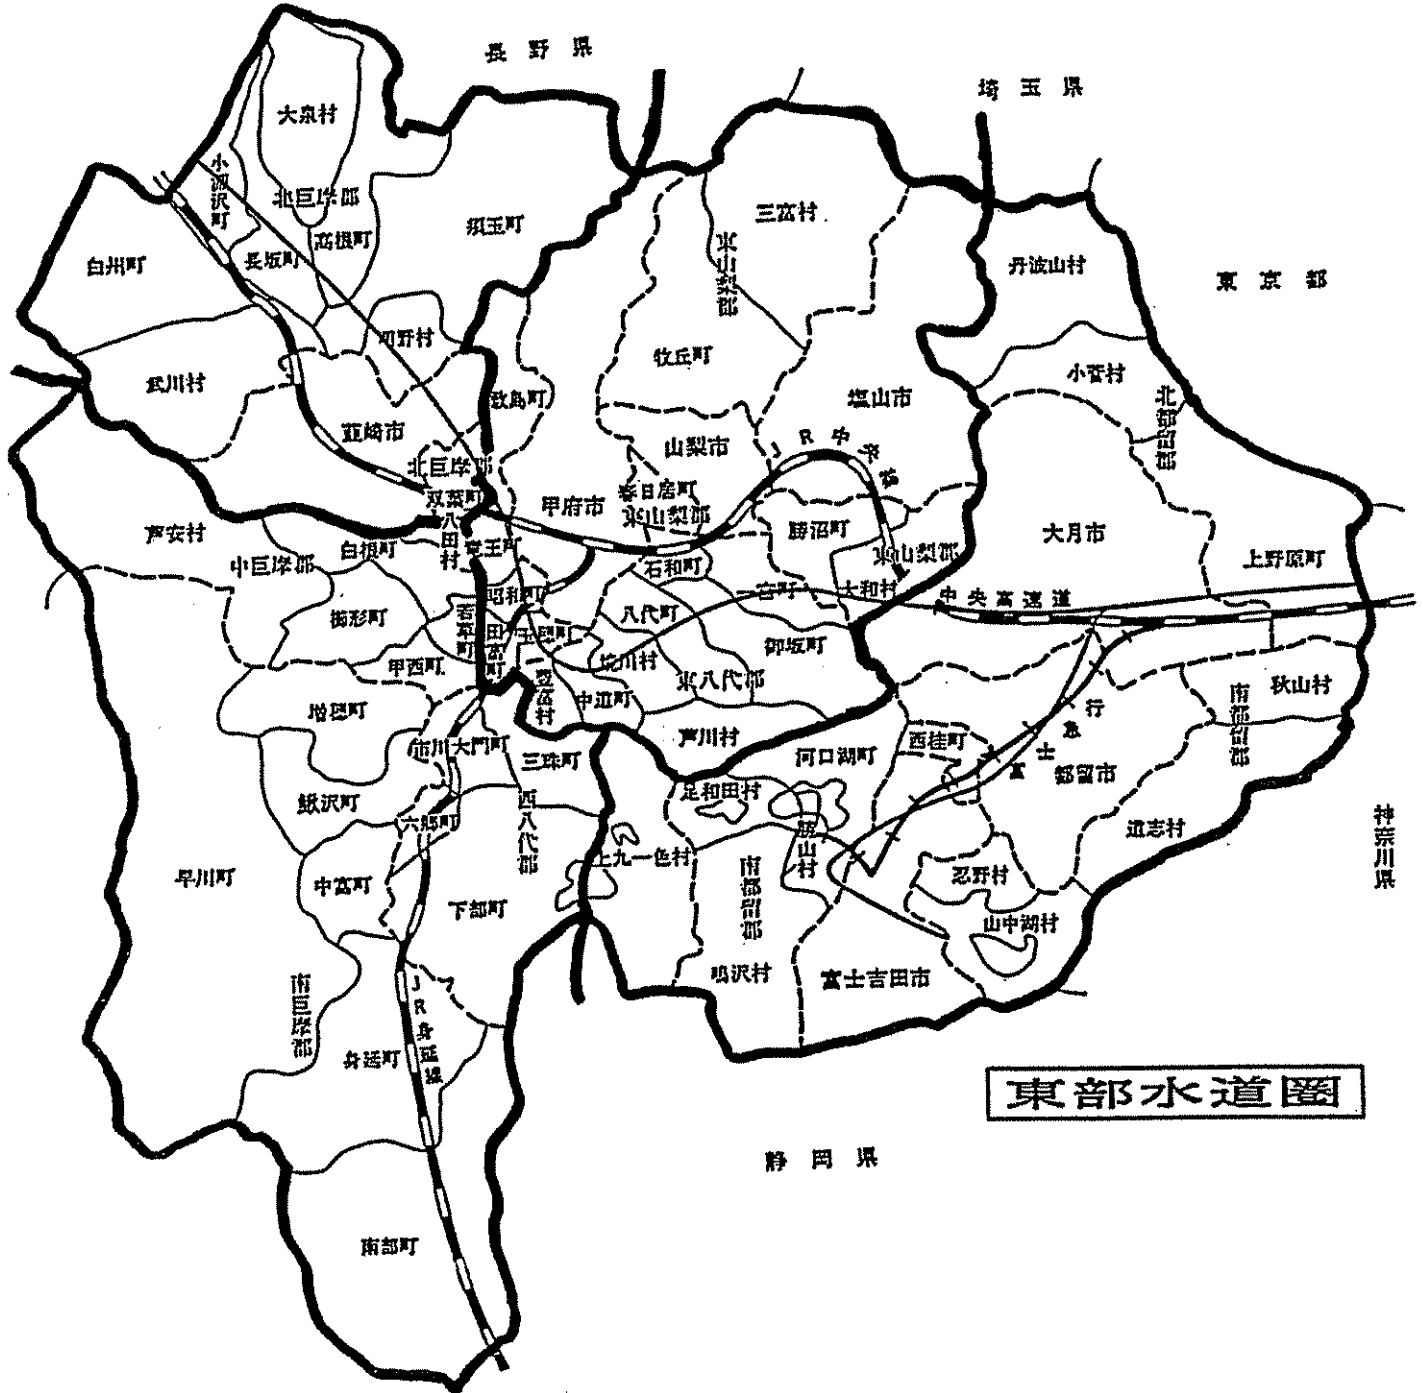 長野県
埼玉県
東京都
神奈川県
静岡県
大泉村
小淵沢町
北巨摩郡
高根町
須玉町
長坂町
白州町
武川村
明野村
韮崎市
北巨摩郡
双葉町
敷島町
三富村
東山梨郡
牧丘町
塩山市
山梨市
JR中央線
春日居町
東山梨郡
甲府市
勝沼町
東山梨郡
大和村
丹波山村
小菅村
北都留郡
大月市
上野原町
中央高速道
芦安村
中巨摩郡
白根町
八田村
竜王町
昭和町
石和町
一宮町
八代町
御坂町
櫛形町
若草町
田富町
玉穂町
境川村
甲西町
豊富村
中道町
東八代郡
芦川村
増穂町
市川大門町
三珠町
鰍沢町
六郷町
西八代郡
上九一色村
早川町
中富町
下部町
南巨摩郡
身延町
JR身延線
南部町
河口湖町
西桂町
富士急行
都留市
南都留郡
秋山村
道志村
足和田村
勝山村
南都留郡
鳴沢村
忍野村
山中湖村
富士吉田市
東部水道圏